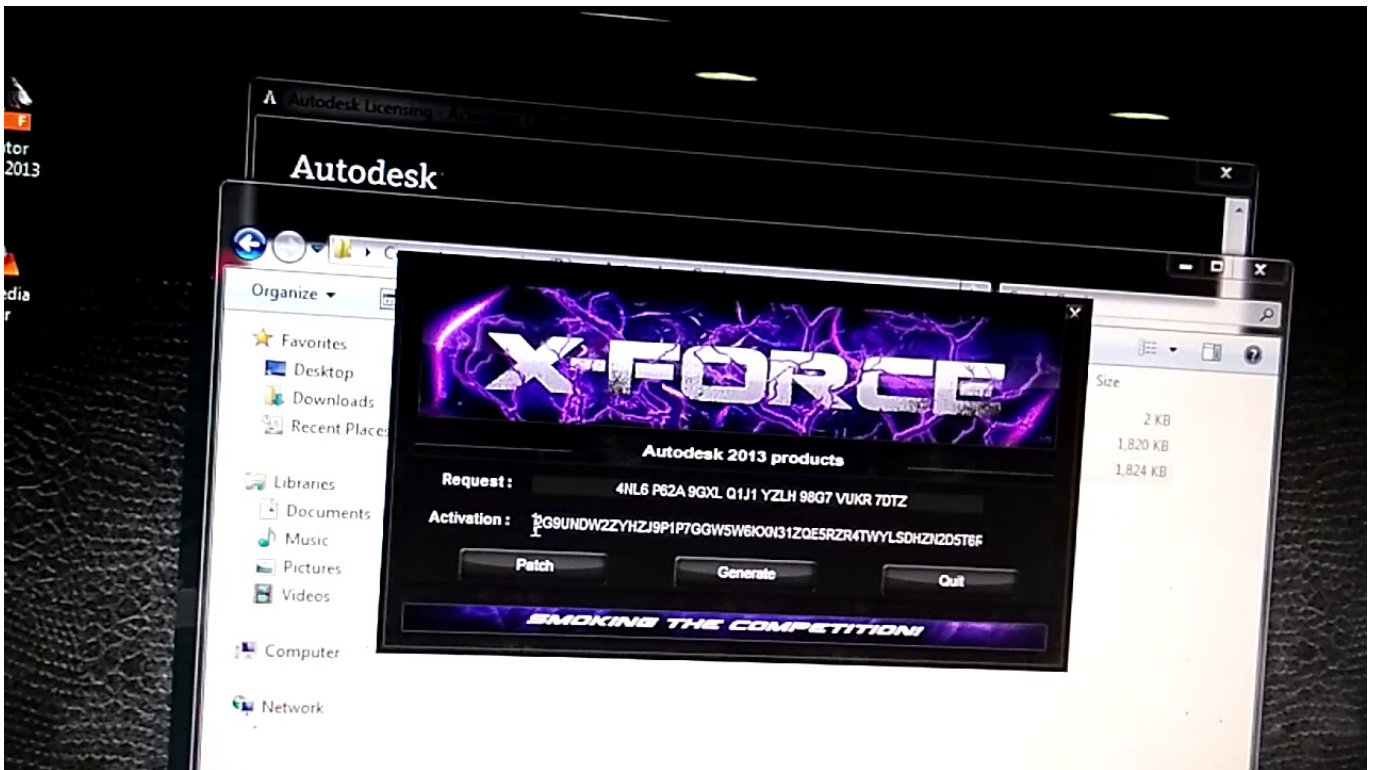 Autodesk Licensing
F
tor
2013
Autodesk
Organize
Favorites
Desktop
Downloads
Recent Places
Libraries
Documents
Music
Pictures
Videos
Computer
Network
edia
r
X-FORCE
Autodesk 2013 products
Request : 4NL6 P62A 9GXL Q1J1 YZLH 98G7 VUKR 7DTZ
Activation :
Patch Generate Quit
SMOKING THE COMPETITION!
Size
2 KB
1,820 KB
1,824 KB